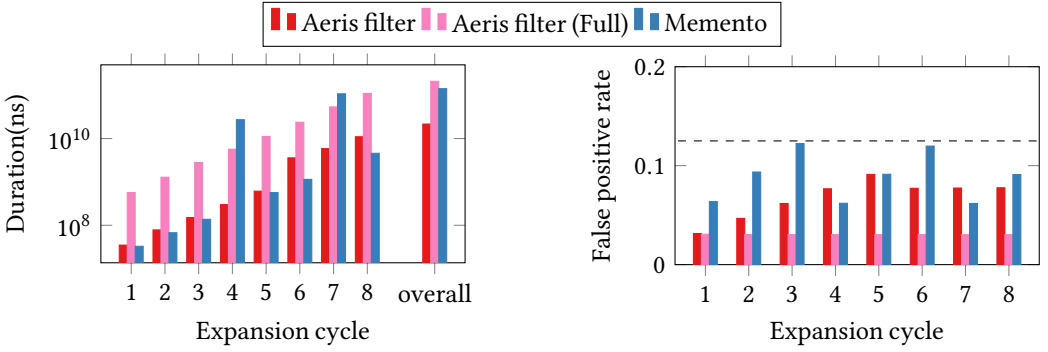 Aeris filter Aeris filter (Full) Memento
Duration(ns)
10^10
10^8
1 2 3 4 5 6 7 8 overall
Expansion cycle
False positive rate
0.2
0.1
0
1 2 3 4 5 6 7 8
Expansion cycle